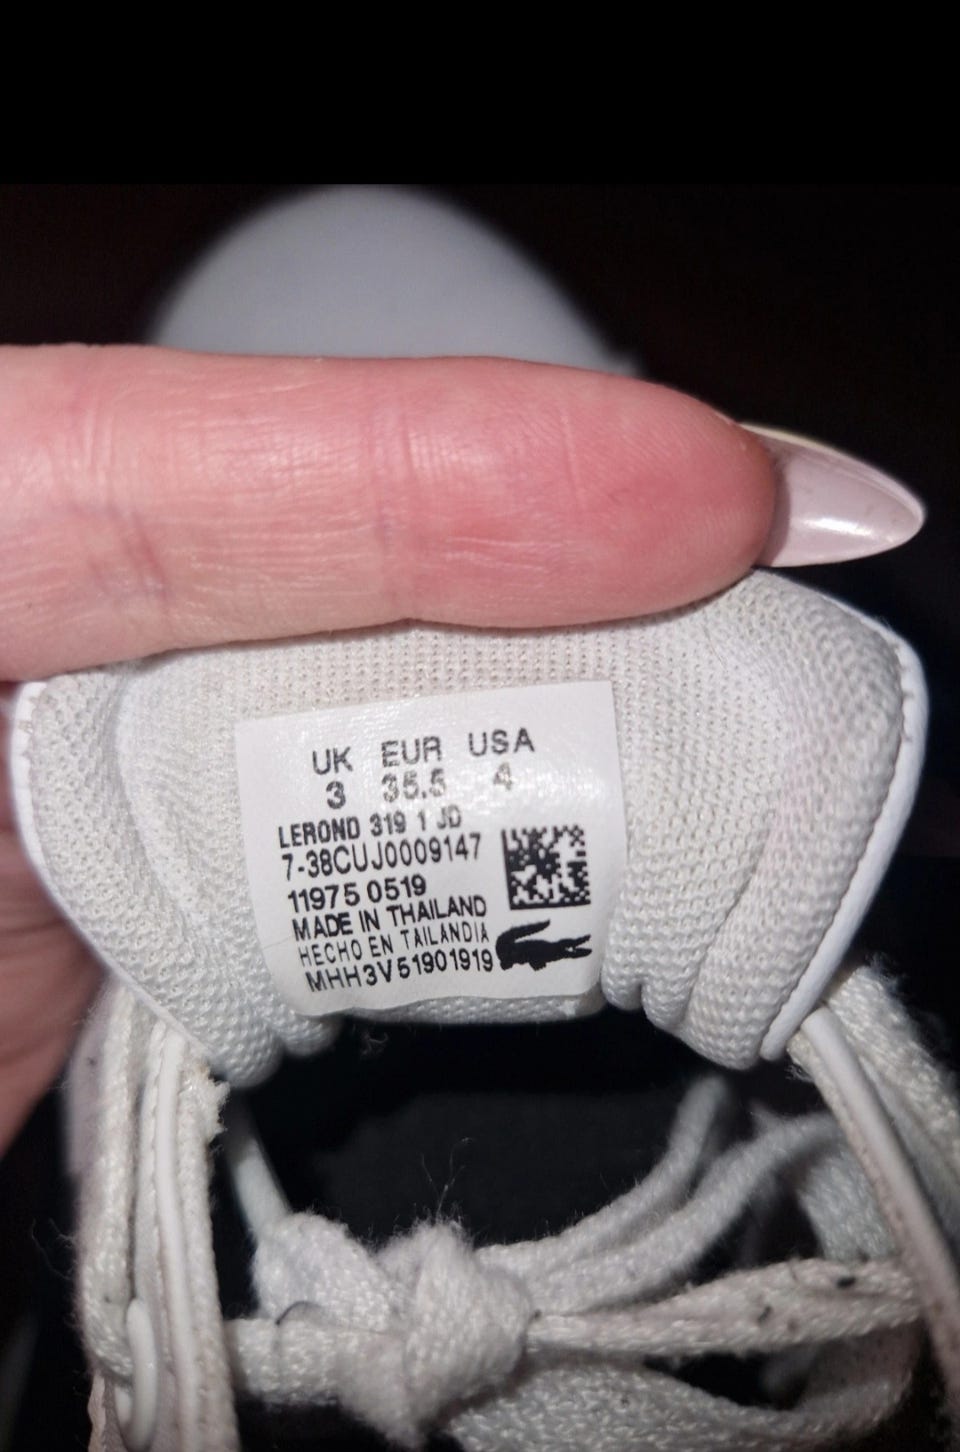 UK EUR USA
3 35.5 4
LEROND 319 1 JD
7-38CUJ0009147
11975 0519
MADE IN THAILAND
HECHO EN TAILANDIA
MHH3V51901919